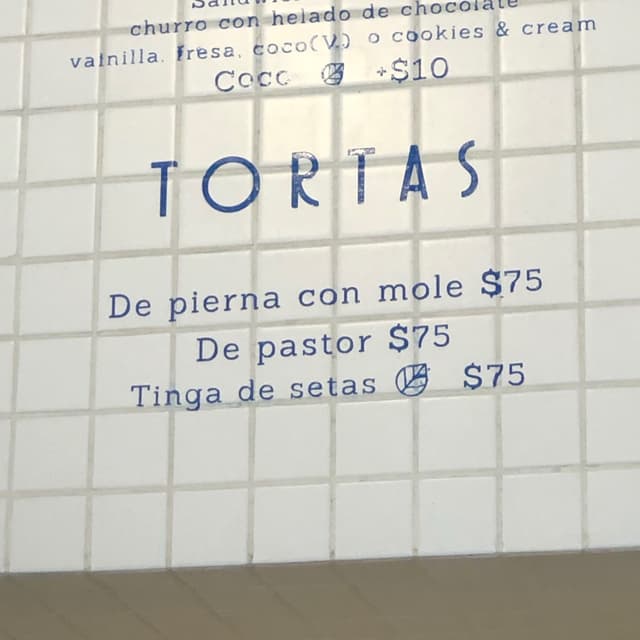 churro con helado de chocolate
vainilla, fresa, coco(V) o cookies & cream
Coco +$10
TORTAS
De pierna con mole $75
De pastor $75
Tinga de setas $75